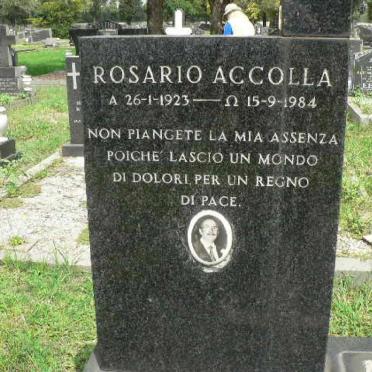 ROSARIO ACCOLLA
A 26-1-1923 — Ω 15-9-1984
NON PIANGETE LA MIA ASSENZA
POICHE' LASCIO UN MONDO
DI DOLORI, PER UN REGNO
DI PACE.